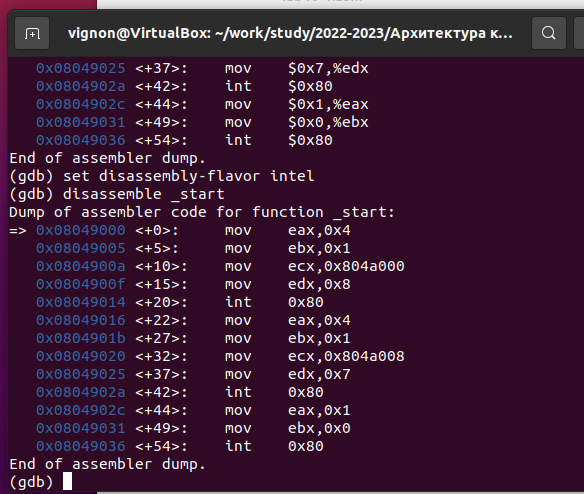 vignon@VirtualBox: ~/work/study/2022-2023/Архитектура к...
0x08049025 <+37>: mov $0x7,%edx
0x0804902a <+42>: int $0x80
0x0804902c <+44>: mov $0x1,%eax
0x08049031 <+49>: mov $0x0,%ebx
0x08049036 <+54>: int $0x80
End of assembler dump.
(gdb) set disassembly-flavor intel
(gdb) disassemble _start
Dump of assembler code for function _start:
=> 0x08049000 <+0>: mov eax,0x4
0x08049005 <+5>: mov ebx,0x1
0x0804900a <+10>: mov ecx,0x804a000
0x0804900f <+15>: mov edx,0x8
0x08049014 <+20>: int 0x80
0x08049016 <+22>: mov eax,0x4
0x0804901b <+27>: mov ebx,0x1
0x08049020 <+32>: mov ecx,0x804a008
0x08049025 <+37>: mov edx,0x7
0x0804902a <+42>: int 0x80
0x0804902c <+44>: mov eax,0x1
0x08049031 <+49>: mov ebx,0x0
0x08049036 <+54>: int 0x80
End of assembler dump.
(gdb)